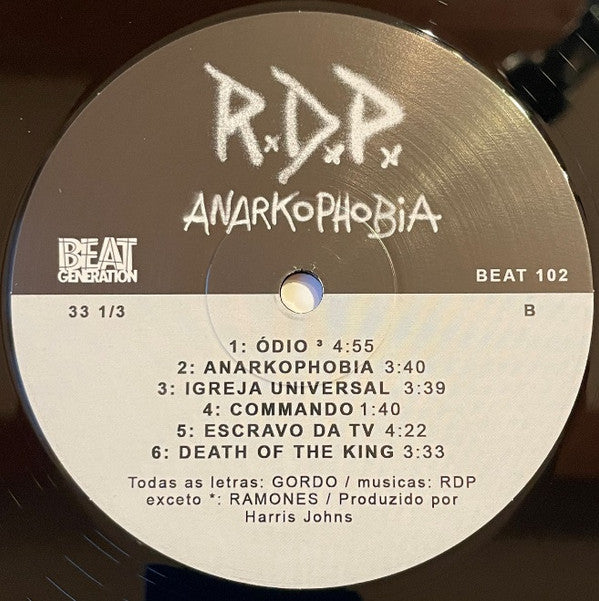 R.x D.x P.x
ANARKOPHOBiA
BEAT
GENERATION
BEAT 102
33 1/3
B
1: ÓDIO ³ 4:55
2: ANARKOPHOBIA 3:40
3: IGREJA UNIVERSAL 3:39
4: COMMANDO 1:40
5: ESCRAVO DA TV 4:22
6: DEATH OF THE KING 3:33
Todas as letras: GORDO / musicas: RDP
exceto *: RAMONES / Produzido por
Harris Johns